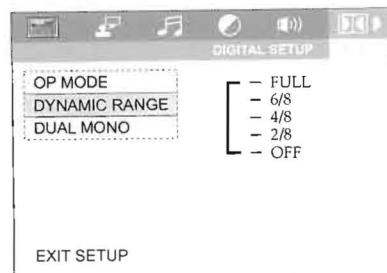 DIGITAL SETUP
OP MODE
DYNAMIC RANGE
DUAL MONO
– FULL
– 6/8
– 4/8
– 2/8
– OFF
EXIT SETUP